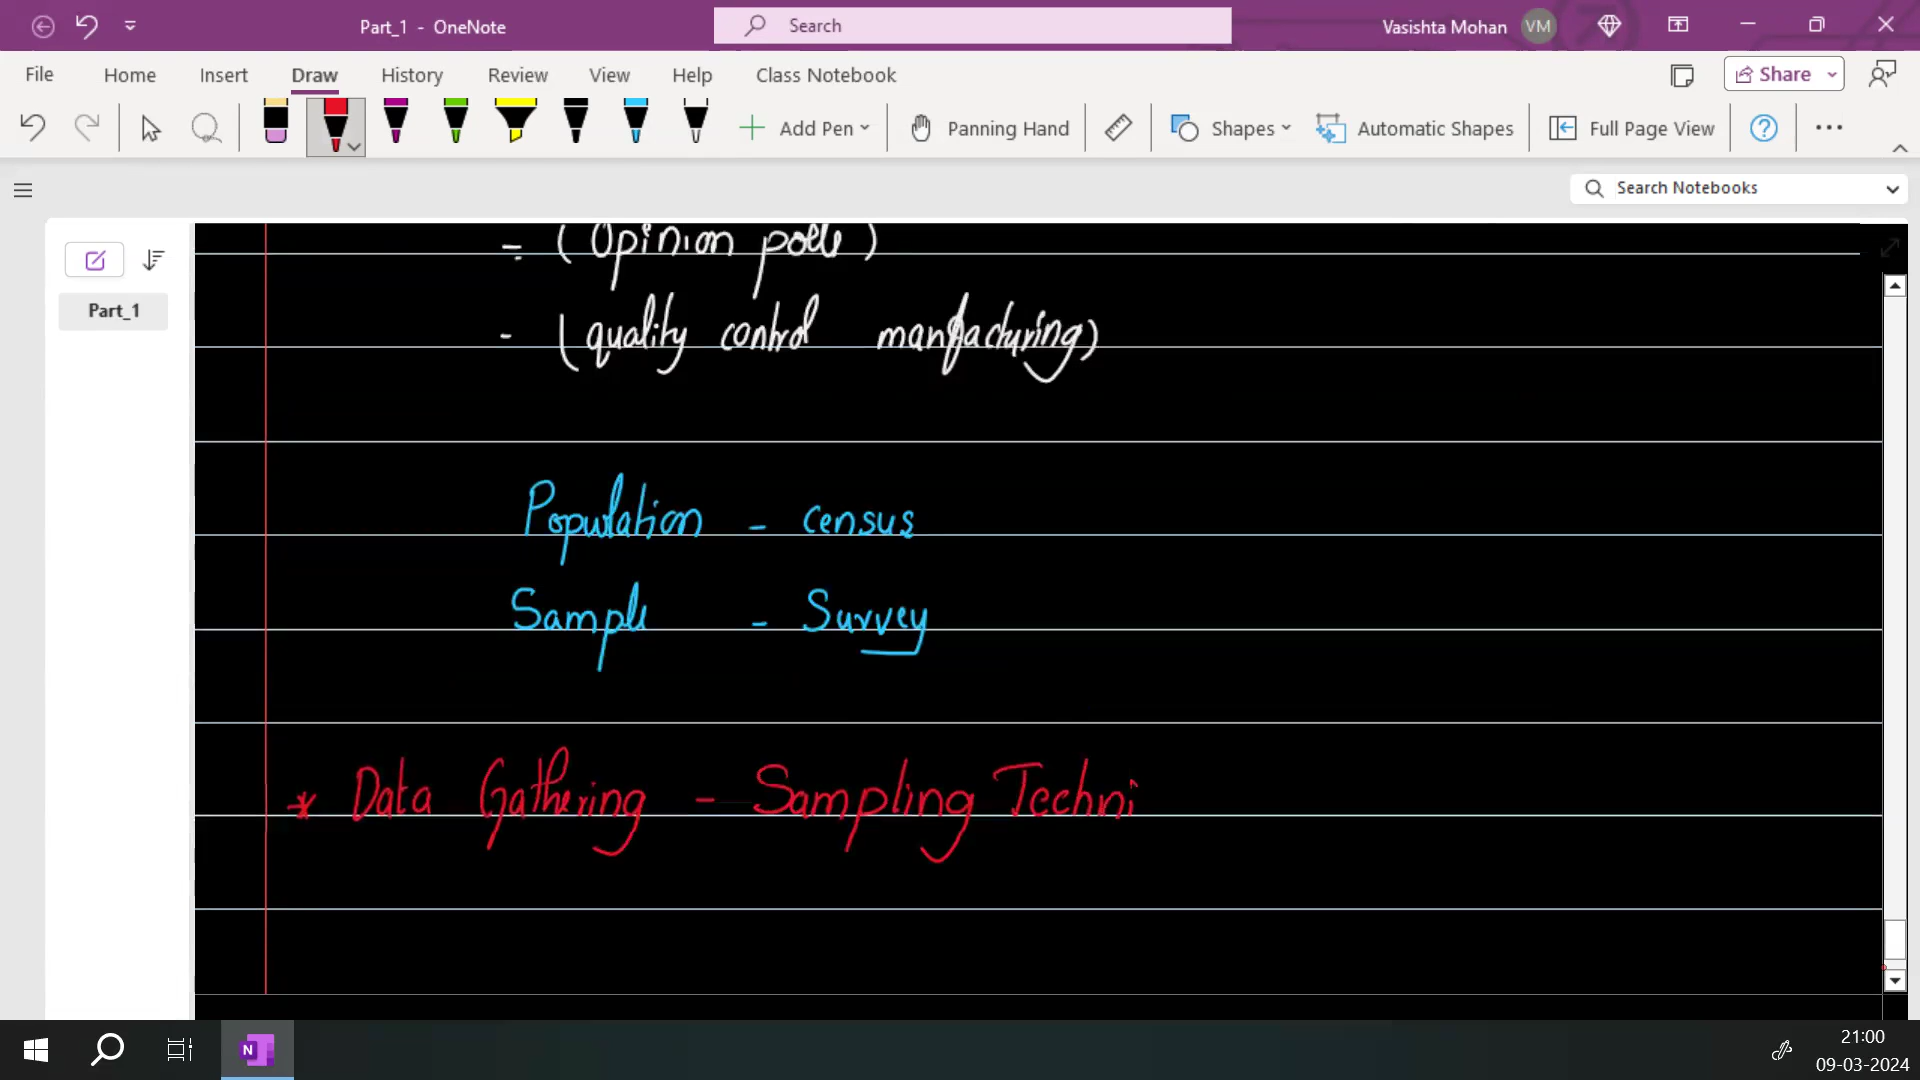 Part_1 - OneNote
Search
Vasishta Mohan VM
File Home Insert Draw History Review View Help Class Notebook
Share
Add Pen Panning Hand Shapes Automatic Shapes Full Page View
Search Notebooks
Part_1
= (Opinion polls)
- (quality control manfacturing)
Population - Census
Sample - Survey
* Data Gathering - Sampling Techni
N
21:00
09-03-2024